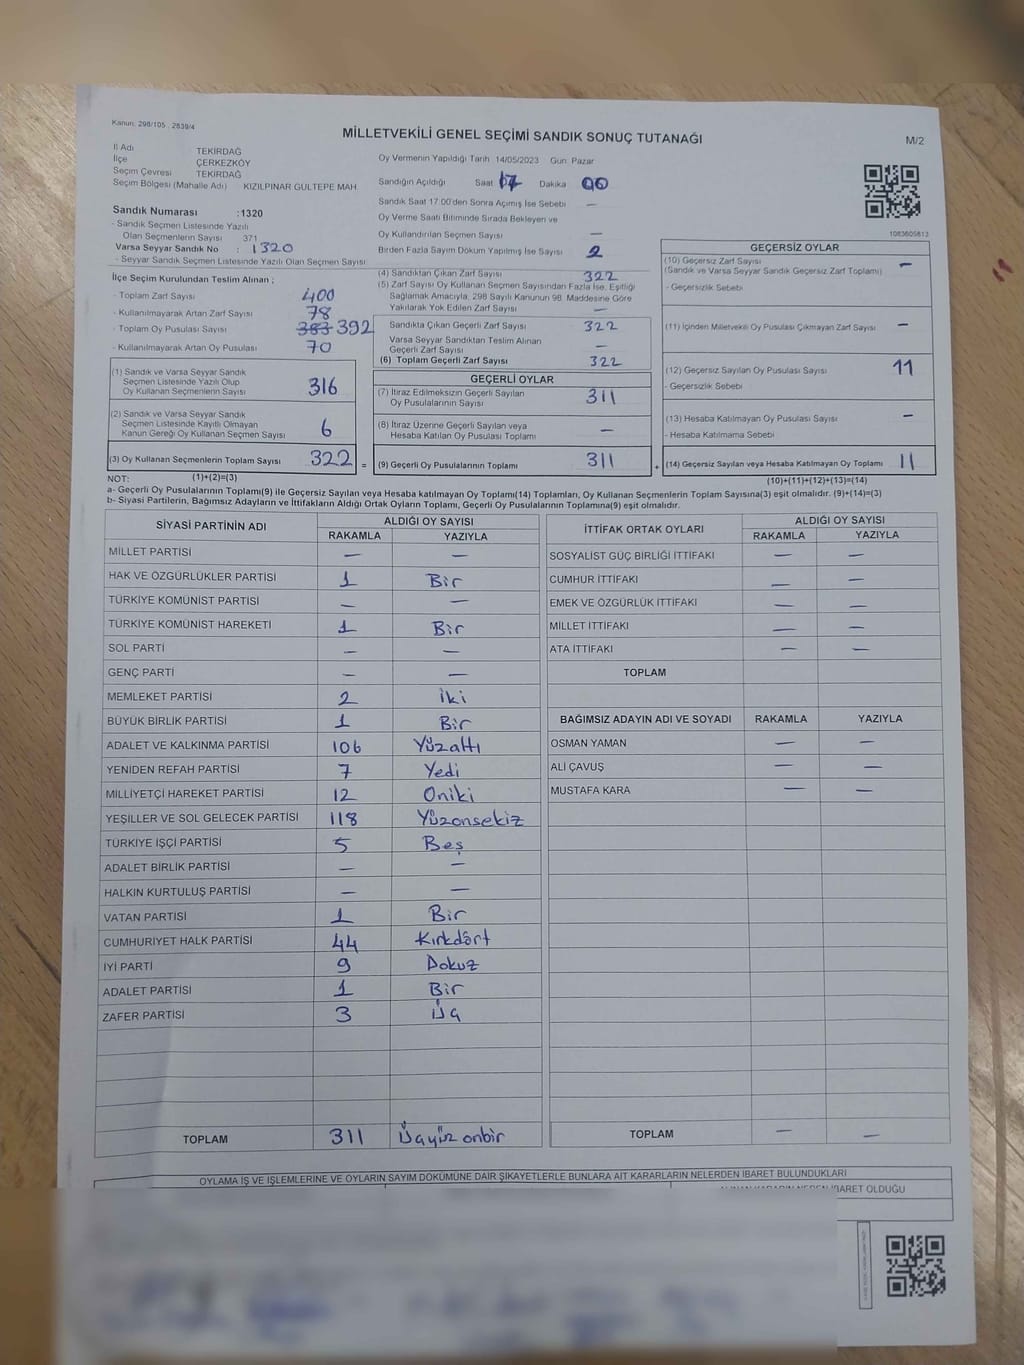 Kanun: 298/105 , 2839/4
MİLLETVEKİLİ GENEL SEÇİMİ SANDIK SONUÇ TUTANAĞI
M/2
İl Adı TEKİRDAĞ
İlçe ÇERKEZKÖY
Seçim Çevresi TEKİRDAĞ
Seçim Bölgesi (Mahalle Adı) KIZILPINAR GÜLTEPE MAH.
Oy Vermenin Yapıldığı Tarih 14/05/2023 Gün: Pazar
Sandığın Açıldığı Saat 17 Dakika 00
Sandık Saat 17:00'den Sonra Açımış İse Sebebi —
Oy Verme Saati Bitiminde Sırada Bekleyen ve
Oy Kullandırılan Seçmen Sayısı —
Birden Fazla Sayım Döküm Yapılmış İse Sayısı 2
1083605813
Sandık Numarası : 1320
- Sandık Seçmen Listesinde Yazılı
Olan Seçmenlerin Sayısı 371
Varsa Seyyar Sandık No : 1320
- Seyyar Sandık Seçmen Listesinde Yazılı Olan Seçmen Sayısı
İlçe Seçim Kurulundan Teslim Alınan ;
- Toplam Zarf Sayısı 400
- Kullanılmayarak Artan Zarf Sayısı 78
- Toplam Oy Pusulası Sayısı 383 392
- Kullanılmayarak Artan Oy Pusulası 70
(4) Sandıktan Çıkan Zarf Sayısı 322
(5) Zarf Sayısı Oy Kullanan Seçmen Sayısından Fazla İse, Eşitliği
Sağlamak Amacıyla, 298 Sayılı Kanunun 98. Maddesine Göre
Yakılarak Yok Edilen Zarf Sayısı —
Sandıkta Çıkan Geçerli Zarf Sayısı 322
Varsa Seyyar Sandıktan Teslim Alınan
Geçerli Zarf Sayısı —
(6) Toplam Geçerli Zarf Sayısı 322
GEÇERSİZ OYLAR
(10) Geçersiz Zarf Sayısı —
(Sandık ve Varsa Seyyar Sandık Geçersiz Zarf Toplamı)
- Geçersizlik Sebebi
(11) İçinden Milletvekili Oy Pusulası Çıkmayan Zarf Sayısı —
(12) Geçersiz Sayılan Oy Pusulası Sayısı 11
- Geçersizlik Sebebi
(13) Hesaba Katılmayan Oy Pusulası Sayısı —
- Hesaba Katılmama Sebebi
(14) Geçersiz Sayılan veya Hesaba Katılmayan Oy Toplamı 11
(10)+(11)+(12)+(13)=(14)
(1) Sandık ve Varsa Seyyar Sandık
Seçmen Listesinde Yazılı Olup
Oy Kullanan Seçmenlerin Sayısı 316
(2) Sandık ve Varsa Seyyar Sandık
Seçmen Listesinde Kayıtlı Olmayan
Kanun Gereği Oy Kullanan Seçmen Sayısı 6
(3) Oy Kullanan Seçmenlerin Toplam Sayısı 322 =
GEÇERLİ OYLAR
(7) İtiraz Edilmeksizin Geçerli Sayılan
Oy Pusulalarının Sayısı 311
(8) İtiraz Üzerine Geçerli Sayılan veya
Hesaba Katılan Oy Pusulası Toplamı —
(9) Geçerli Oy Pusulalarının Toplamı 311 +
NOT: (1)+(2)=(3)
a- Geçerli Oy Pusulalarının Toplamı(9) ile Geçersiz Sayılan veya Hesaba katılmayan Oy Toplamı(14) Toplamları, Oy Kullanan Seçmenlerin Toplam Sayısına(3) eşit olmalıdır. (9)+(14)=(3)
b- Siyasi Partilerin, Bağımsız Adayların ve İttifakların Aldığı Ortak Oyların Toplamı, Geçerli Oy Pusulalarının Toplamına(9) eşit olmalıdır.
SİYASİ PARTİNİN ADI ALDIĞI OY SAYISI
RAKAMLA YAZIYLA
MİLLET PARTİSİ — —
HAK VE ÖZGÜRLÜKLER PARTİSİ 1 Bir
TÜRKİYE KOMÜNİST PARTİSİ — —
TÜRKİYE KOMÜNİST HAREKETİ 1 Bir
SOL PARTİ — —
GENÇ PARTİ — —
MEMLEKET PARTİSİ 2 İki
BÜYÜK BİRLİK PARTİSİ 1 Bir
ADALET VE KALKINMA PARTİSİ 106 Yüzaltı
YENİDEN REFAH PARTİSİ 7 Yedi
MİLLİYETÇİ HAREKET PARTİSİ 12 Oniki
YEŞİLLER VE SOL GELECEK PARTİSİ 118 Yüzonsekiz
TÜRKİYE İŞÇİ PARTİSİ 5 Beş
ADALET BİRLİK PARTİSİ — —
HALKIN KURTULUŞ PARTİSİ — —
VATAN PARTİSİ 1 Bir
CUMHURİYET HALK PARTİSİ 44 Kırkdört
İYİ PARTİ 9 Dokuz
ADALET PARTİSİ 1 Bir
ZAFER PARTİSİ 3 Üç
TOPLAM 311 Üçyüz onbir
İTTİFAK ORTAK OYLARI ALDIĞI OY SAYISI
RAKAMLA YAZIYLA
SOSYALİST GÜÇ BİRLİĞİ İTTİFAKI — —
CUMHUR İTTİFAKI — —
EMEK VE ÖZGÜRLÜK İTTİFAKI — —
MİLLET İTTİFAKI — —
ATA İTTİFAKI — —
TOPLAM
BAĞIMSIZ ADAYIN ADI VE SOYADI RAKAMLA YAZIYLA
OSMAN YAMAN — —
ALİ ÇAVUŞ — —
MUSTAFA KARA — —
TOPLAM — —
OYLAMA İŞ VE İŞLEMLERİNE VE OYLARIN SAYIM DÖKÜMÜNE DAİR ŞİKAYETLERLE BUNLARA AİT KARARLARIN NELERDEN İBARET BULUNDUKLARI
İBARET OLDUĞU